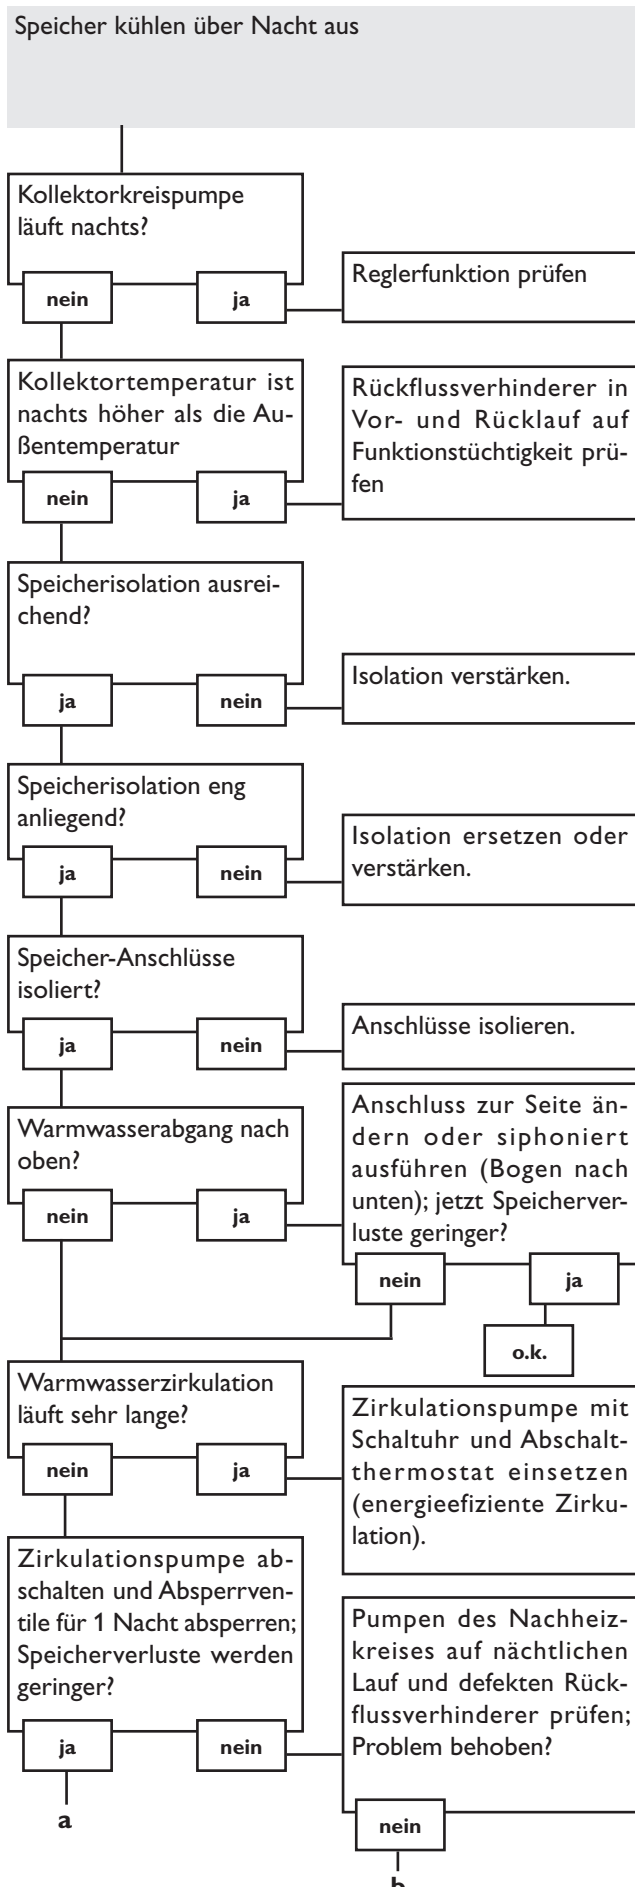 Speicher kühlen über Nacht aus
Kollektorkreispumpe
läuft nachts?
nein
ja
Reglerfunktion prüfen
Kollektortemperatur ist
nachts höher als die Au-
ßentemperatur
nein
ja
Rückflussverhinderer in
Vor- und Rücklauf auf
Funktionstüchtigkeit prü-
fen
Speicherisolation ausrei-
chend?
ja
nein
Isolation verstärken.
Speicherisolation eng
anliegend?
ja
nein
Isolation ersetzen oder
verstärken.
Speicher-Anschlüsse
isoliert?
ja
nein
Anschlüsse isolieren.
Warmwasserabgang nach
oben?
nein
ja
Anschluss zur Seite än-
dern oder siphoniert
ausführen (Bogen nach
unten); jetzt Speicherver-
luste geringer?
nein
ja
o.k.
Warmwasserzirkulation
läuft sehr lange?
nein
ja
Zirkulationspumpe mit
Schaltuhr und Abschalt-
thermostat einsetzen
(energieefiziente Zirku-
lation).
Zirkulationspumpe ab-
schalten und Absperrven-
tile für 1 Nacht absperren;
Speicherverluste werden
geringer?
ja
nein
a
Pumpen des Nachheiz-
kreises auf nächtlichen
Lauf und defekten Rück-
flussverhinderer prüfen;
Problem behoben?
nein
b